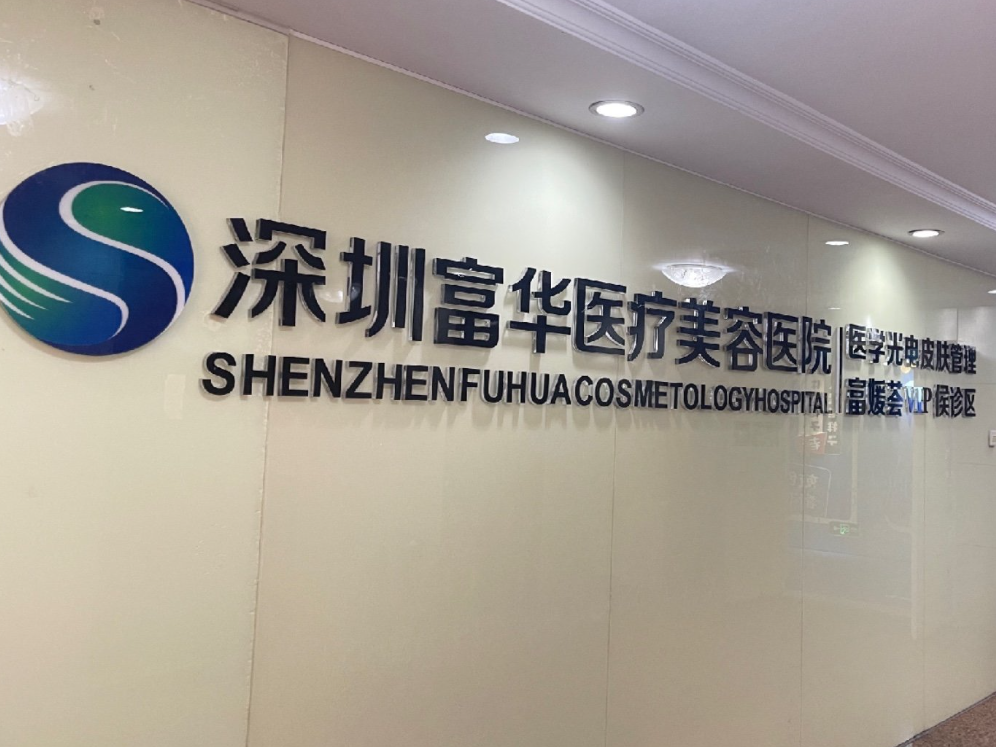 深圳富华医疗美容医院
SHENZHENFUHUACOSMETOLOGYHOSPITAL
医学光电皮肤管理
富媛荟VIP候诊区